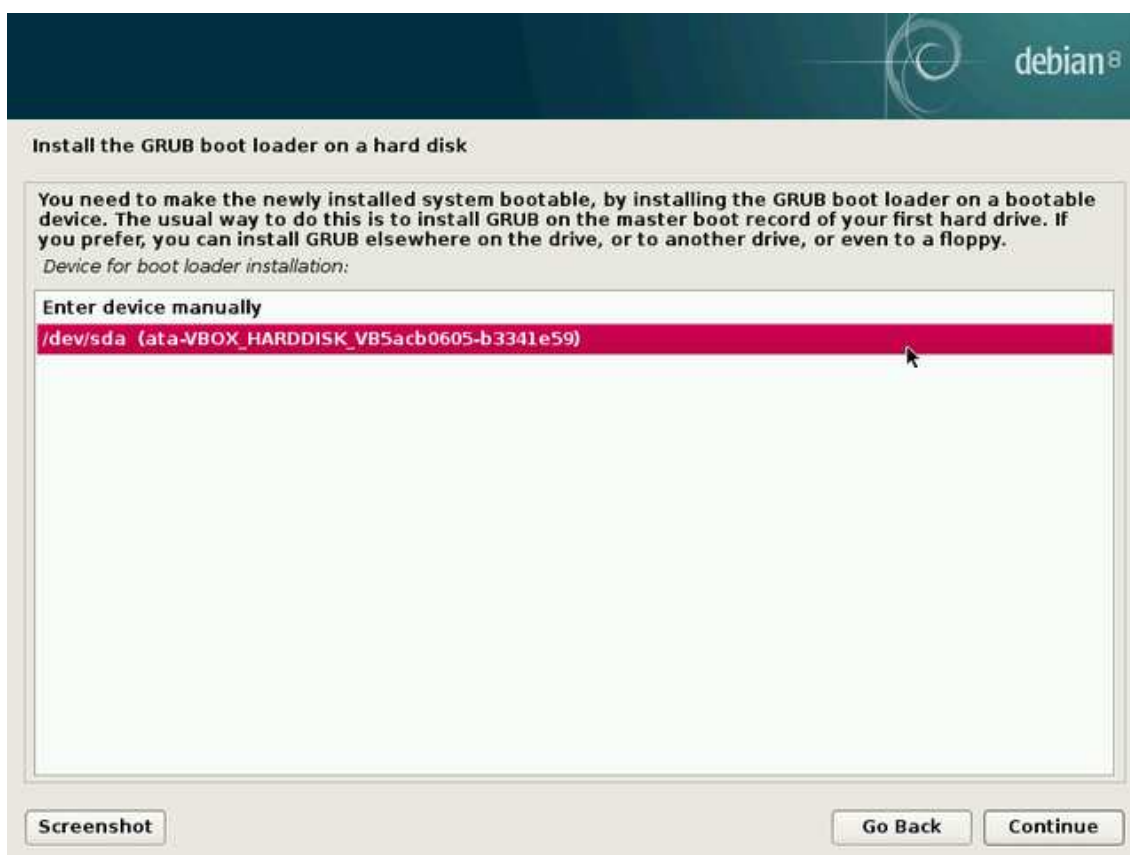 debian 8
Install the GRUB boot loader on a hard disk
You need to make the newly installed system bootable, by installing the GRUB boot loader on a bootable
device. The usual way to do this is to install GRUB on the master boot record of your first hard drive. If
you prefer, you can install GRUB elsewhere on the drive, or to another drive, or even to a floppy.
Device for boot loader installation:
Enter device manually
/dev/sda (ata-VBOX_HARDDISK_VB5acb0605-b3341e59)
Screenshot
Go Back
Continue